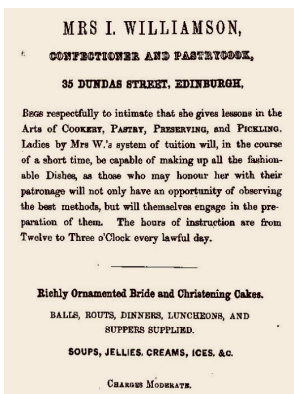 MRS I. WILLIAMSON,
CONFECTIONER AND PASTRYCOOK,
35 DUNDAS STREET, EDINBURGH,
BEGS respectfully to intimate that she gives lessons in the
Arts of COOKERY, PASTRY, PRESERVING, and PICKLING.
Ladies by Mrs W.'s system of tuition will, in the course
of a short time, be capable of making up all the fashion-
able Dishes, as those who may honour her with their
patronage will not only have an opportunity of observing
the best methods, but will themselves engage in the pre-
paration of them. The hours of instruction are from
Twelve to Three o'Clock every lawful day.
Richly Ornamented Bride and Christening Cakes.
BALLS, ROUTS, DINNERS, LUNCHEONS, AND
SUPPERS SUPPLIED.
SOUPS, JELLIES, CREAMS, ICES, &C.
CHARGES MODERATE.